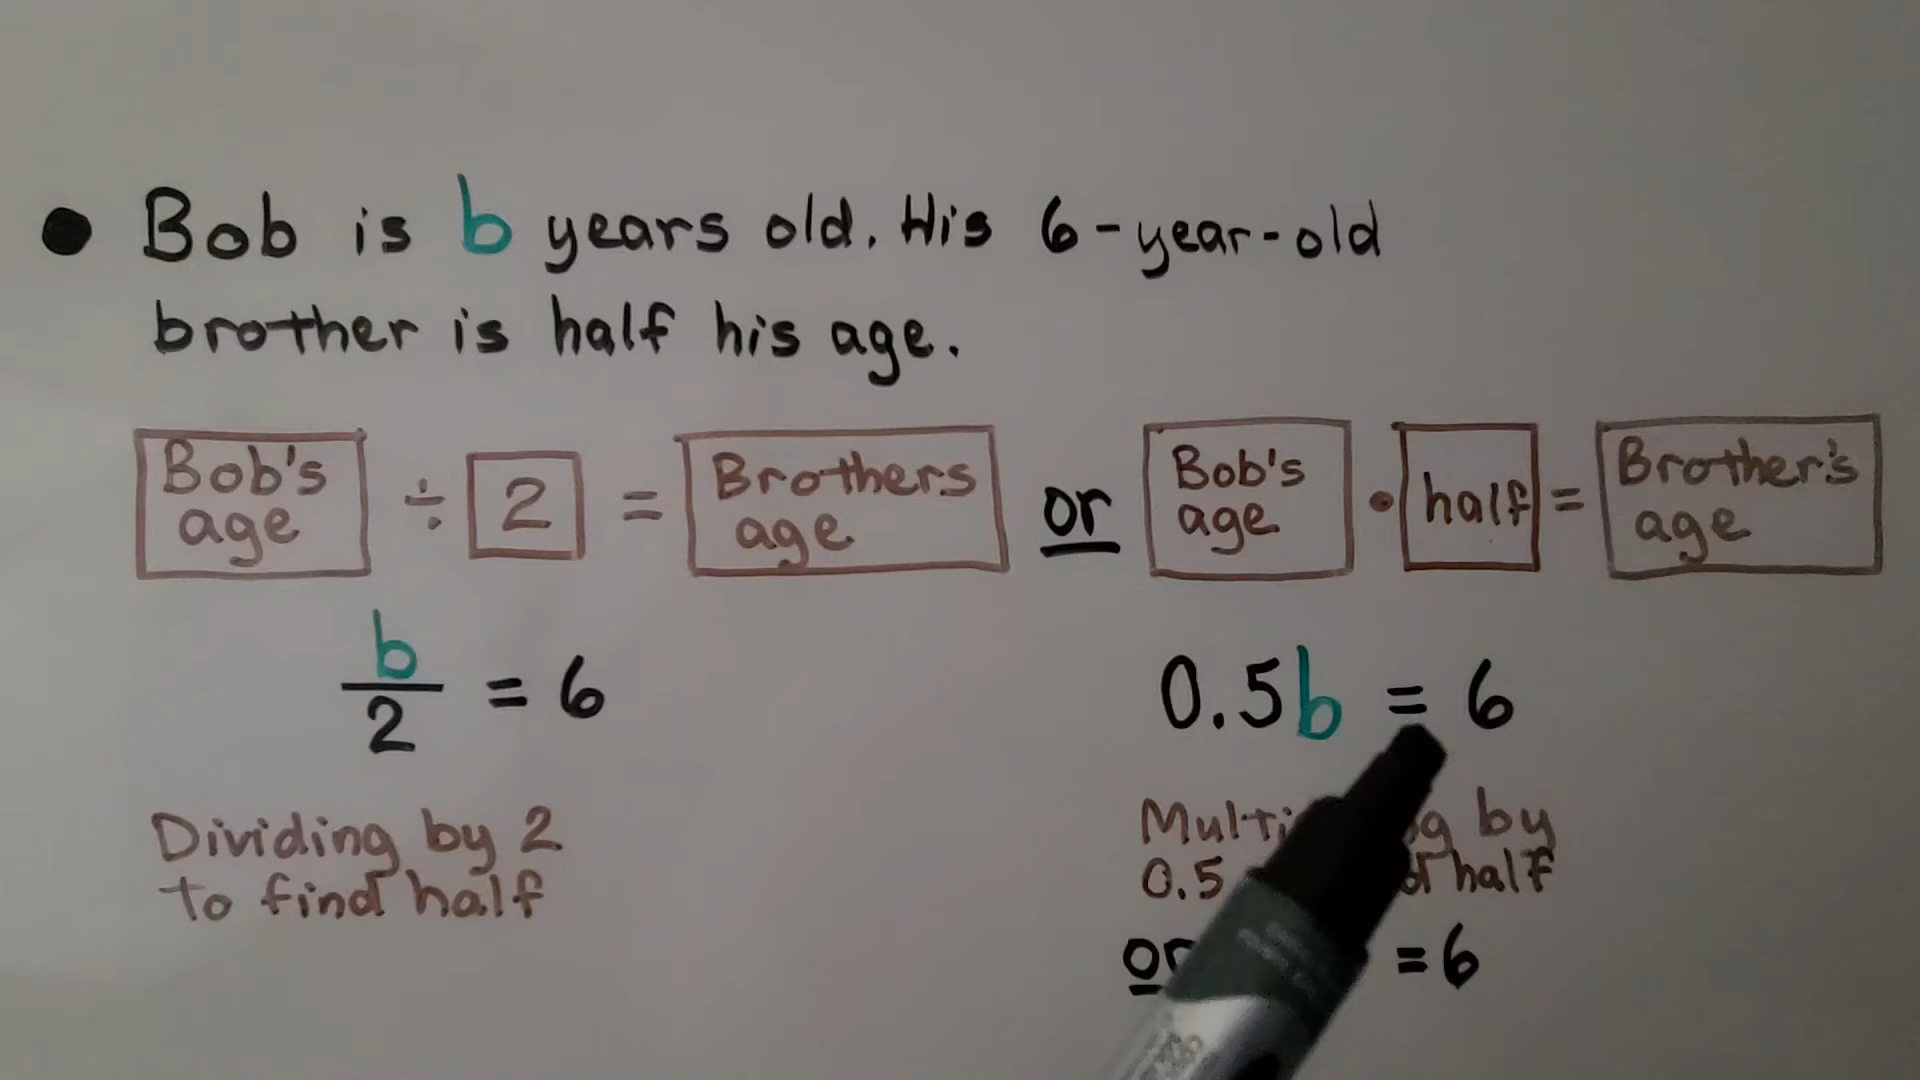 ● Bob is b years old. His 6-year-old
brother is half his age.
Bob's age ÷ 2 = Brothers age or Bob's age • half = Brother's age
b/2 = 6
0.5b = 6
Dividing by 2
to find half
by
0.5 half
or = 6